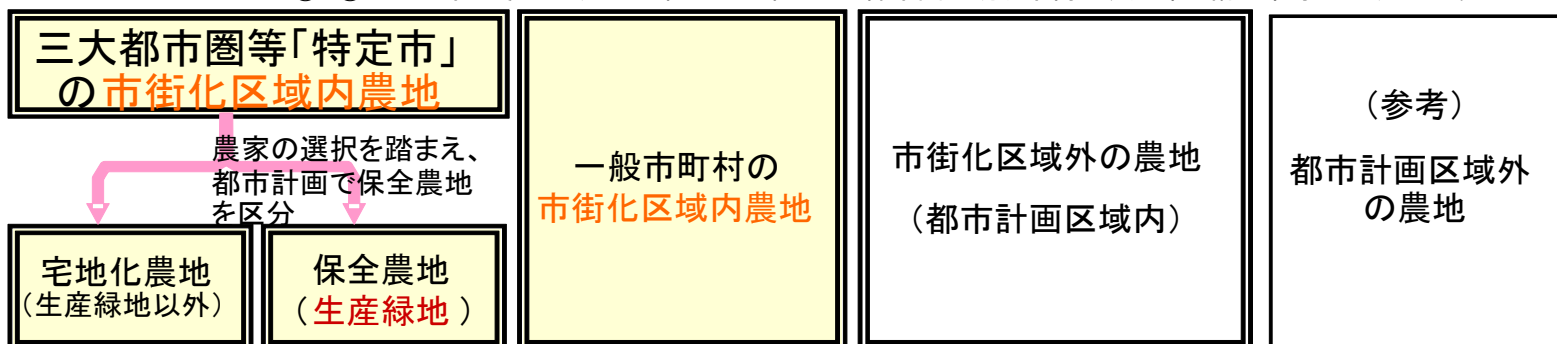 三大都市圏等「特定市」
の市街化区域内農地
農家の選択を踏まえ、
都市計画で保全農地
を区分
宅地化農地
(生産緑地以外)
保全農地
(生産緑地)
一般市町村の
市街化区域内農地
市街化区域外の農地
(都市計画区域内)
(参考)
都市計画区域外
の農地